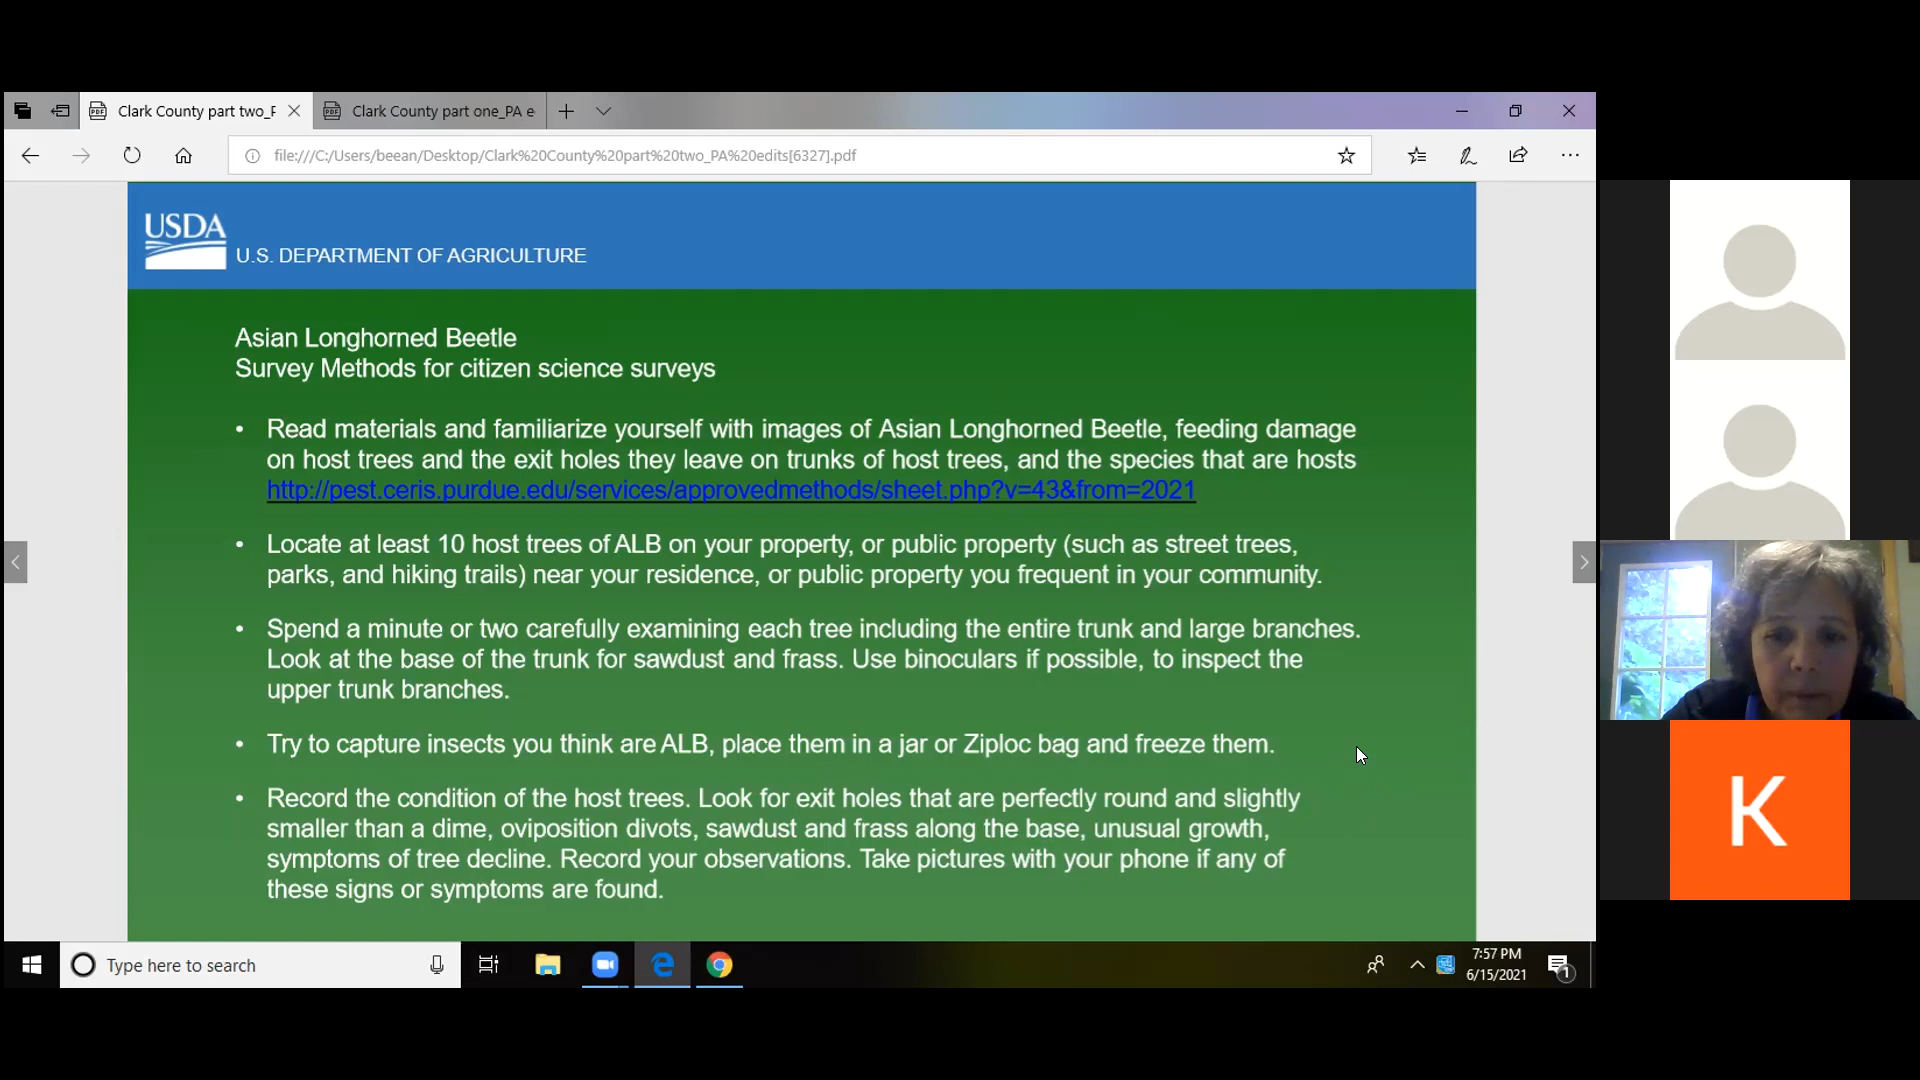 Clark County part two_P
Clark County part one_PA e
file:///C:/Users/beean/Desktop/Clark%20County%20part%20two_PA%20edits[6327].pdf
USDA
U.S. DEPARTMENT OF AGRICULTURE
Asian Longhorned Beetle
Survey Methods for citizen science surveys
• Read materials and familiarize yourself with images of Asian Longhorned Beetle, feeding damage
on host trees and the exit holes they leave on trunks of host trees, and the species that are hosts
http://pest.ceris.purdue.edu/services/approvedmethods/sheet.php?v=43&from=2021
• Locate at least 10 host trees of ALB on your property, or public property (such as street trees,
parks, and hiking trails) near your residence, or public property you frequent in your community.
• Spend a minute or two carefully examining each tree including the entire trunk and large branches.
Look at the base of the trunk for sawdust and frass. Use binoculars if possible, to inspect the
upper trunk branches.
• Try to capture insects you think are ALB, place them in a jar or Ziploc bag and freeze them.
• Record the condition of the host trees. Look for exit holes that are perfectly round and slightly
smaller than a dime, oviposition divots, sawdust and frass along the base, unusual growth,
symptoms of tree decline. Record your observations. Take pictures with your phone if any of
these signs or symptoms are found.
K
Type here to search
7:57 PM
6/15/2021
1